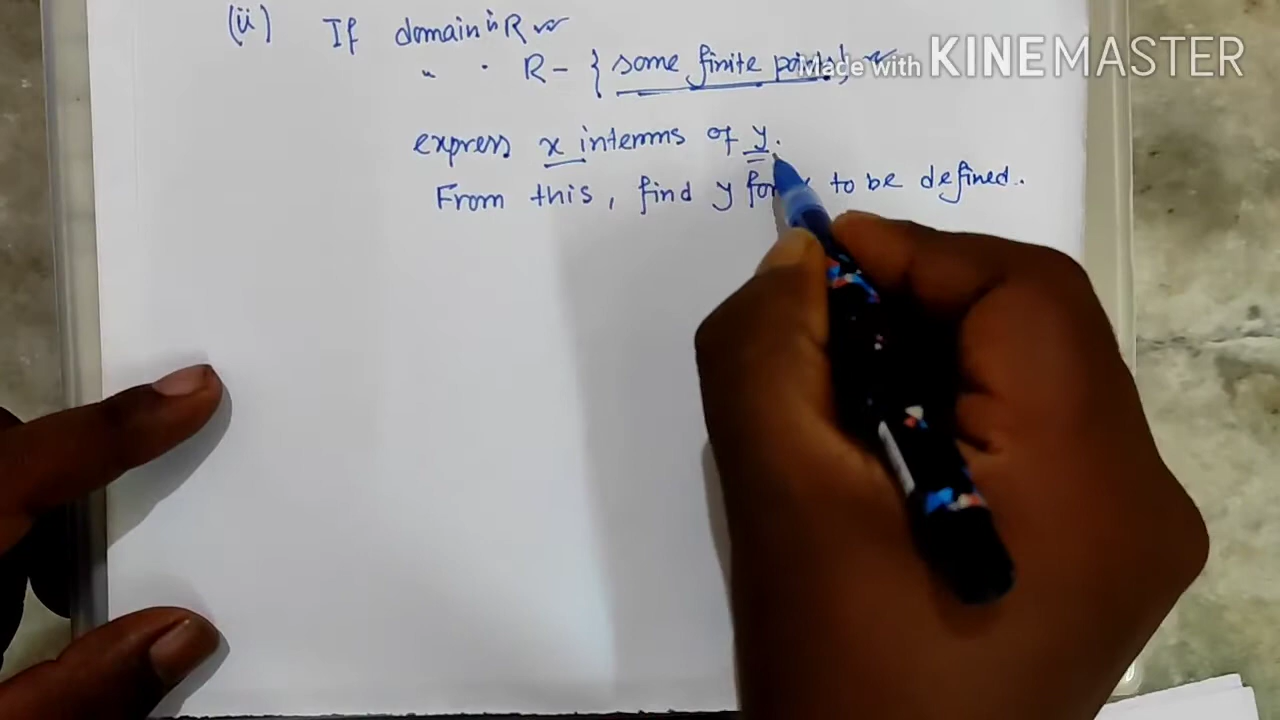 (ii) If domain is R
" " R - { some finite points }
Made with KINEMASTER
express x interms of y.
From this, find y for to be defined..